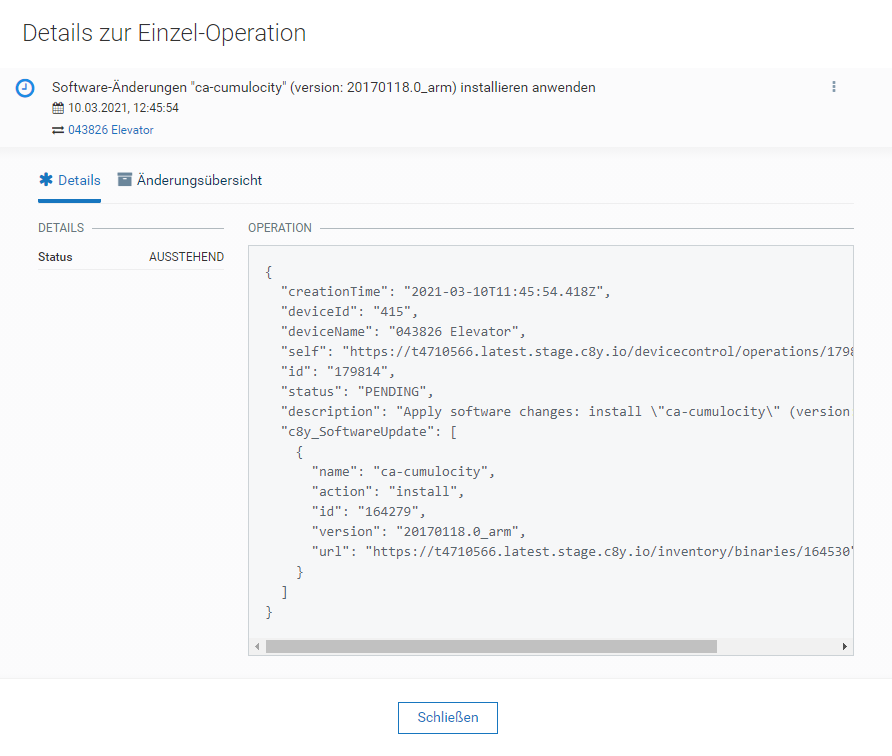 Details zur Einzel-Operation
Software-Änderungen "ca-cumulocity" (version: 20170118.0_arm) installieren anwenden
10.03.2021, 12:45:54
043826 Elevator
Details Änderungsübersicht
DETAILS
Status AUSSTEHEND
OPERATION
{
"creationTime": "2021-03-10T11:45:54.418Z",
"deviceId": "415",
"deviceName": "043826 Elevator",
"self": "https://t4710566.latest.stage.c8y.io/devicecontrol/operations/1798
"id": "179814",
"status": "PENDING",
"description": "Apply software changes: install \"ca-cumulocity\" (version
"c8y_SoftwareUpdate": [
{
"name": "ca-cumulocity",
"action": "install",
"id": "164279",
"version": "20170118.0_arm",
"url": "https://t4710566.latest.stage.c8y.io/inventory/binaries/164530"
}
]
}
Schließen